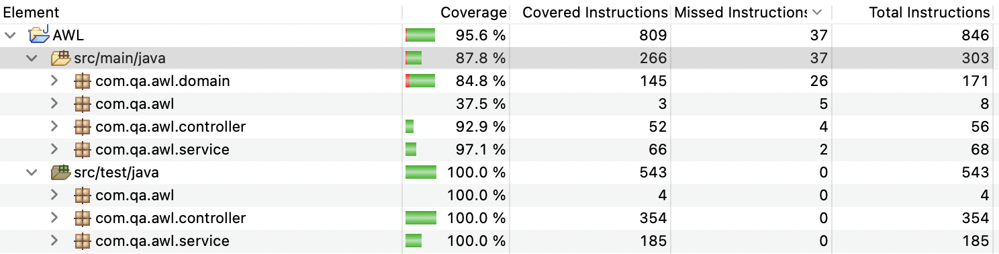 Element Coverage Covered Instructions Missed Instructions Total Instructions
AWL 95.6 % 809 37 846
src/main/java 87.8 % 266 37 303
com.qa.awl.domain 84.8 % 145 26 171
com.qa.awl 37.5 % 3 5 8
com.qa.awl.controller 92.9 % 52 4 56
com.qa.awl.service 97.1 % 66 2 68
src/test/java 100.0 % 543 0 543
com.qa.awl 100.0 % 4 0 4
com.qa.awl.controller 100.0 % 354 0 354
com.qa.awl.service 100.0 % 185 0 185